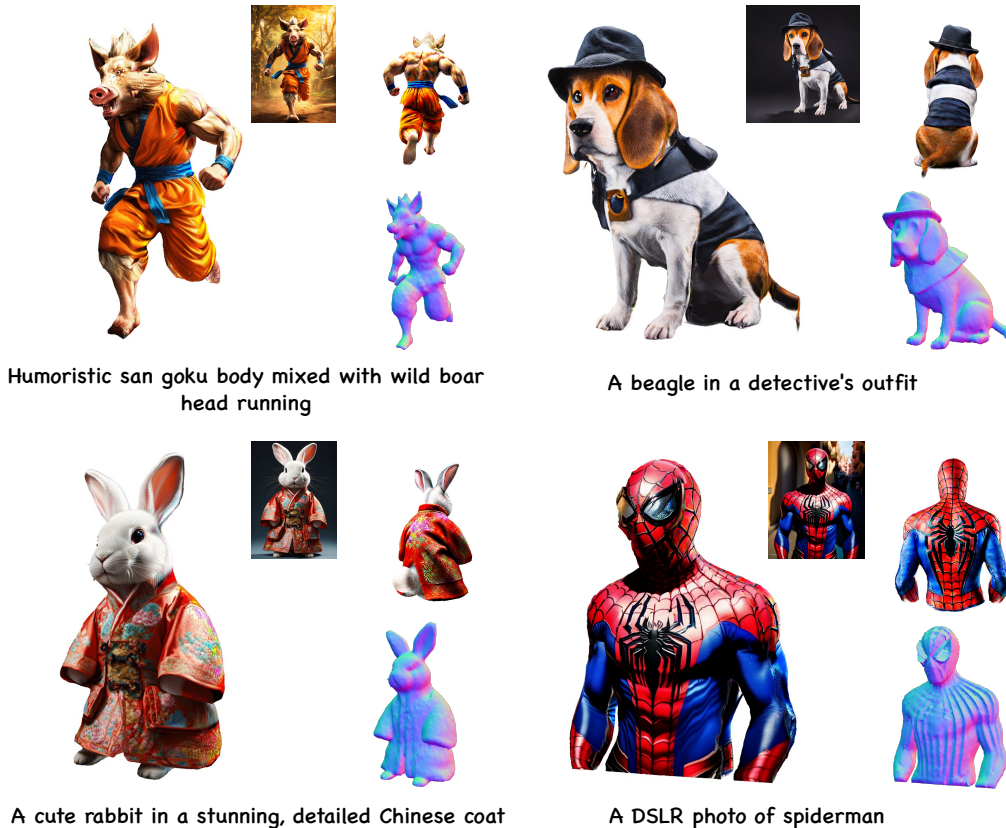 Humoristic san goku body mixed with wild boar
head running
A beagle in a detective's outfit
A cute rabbit in a stunning, detailed Chinese coat
A DSLR photo of spiderman